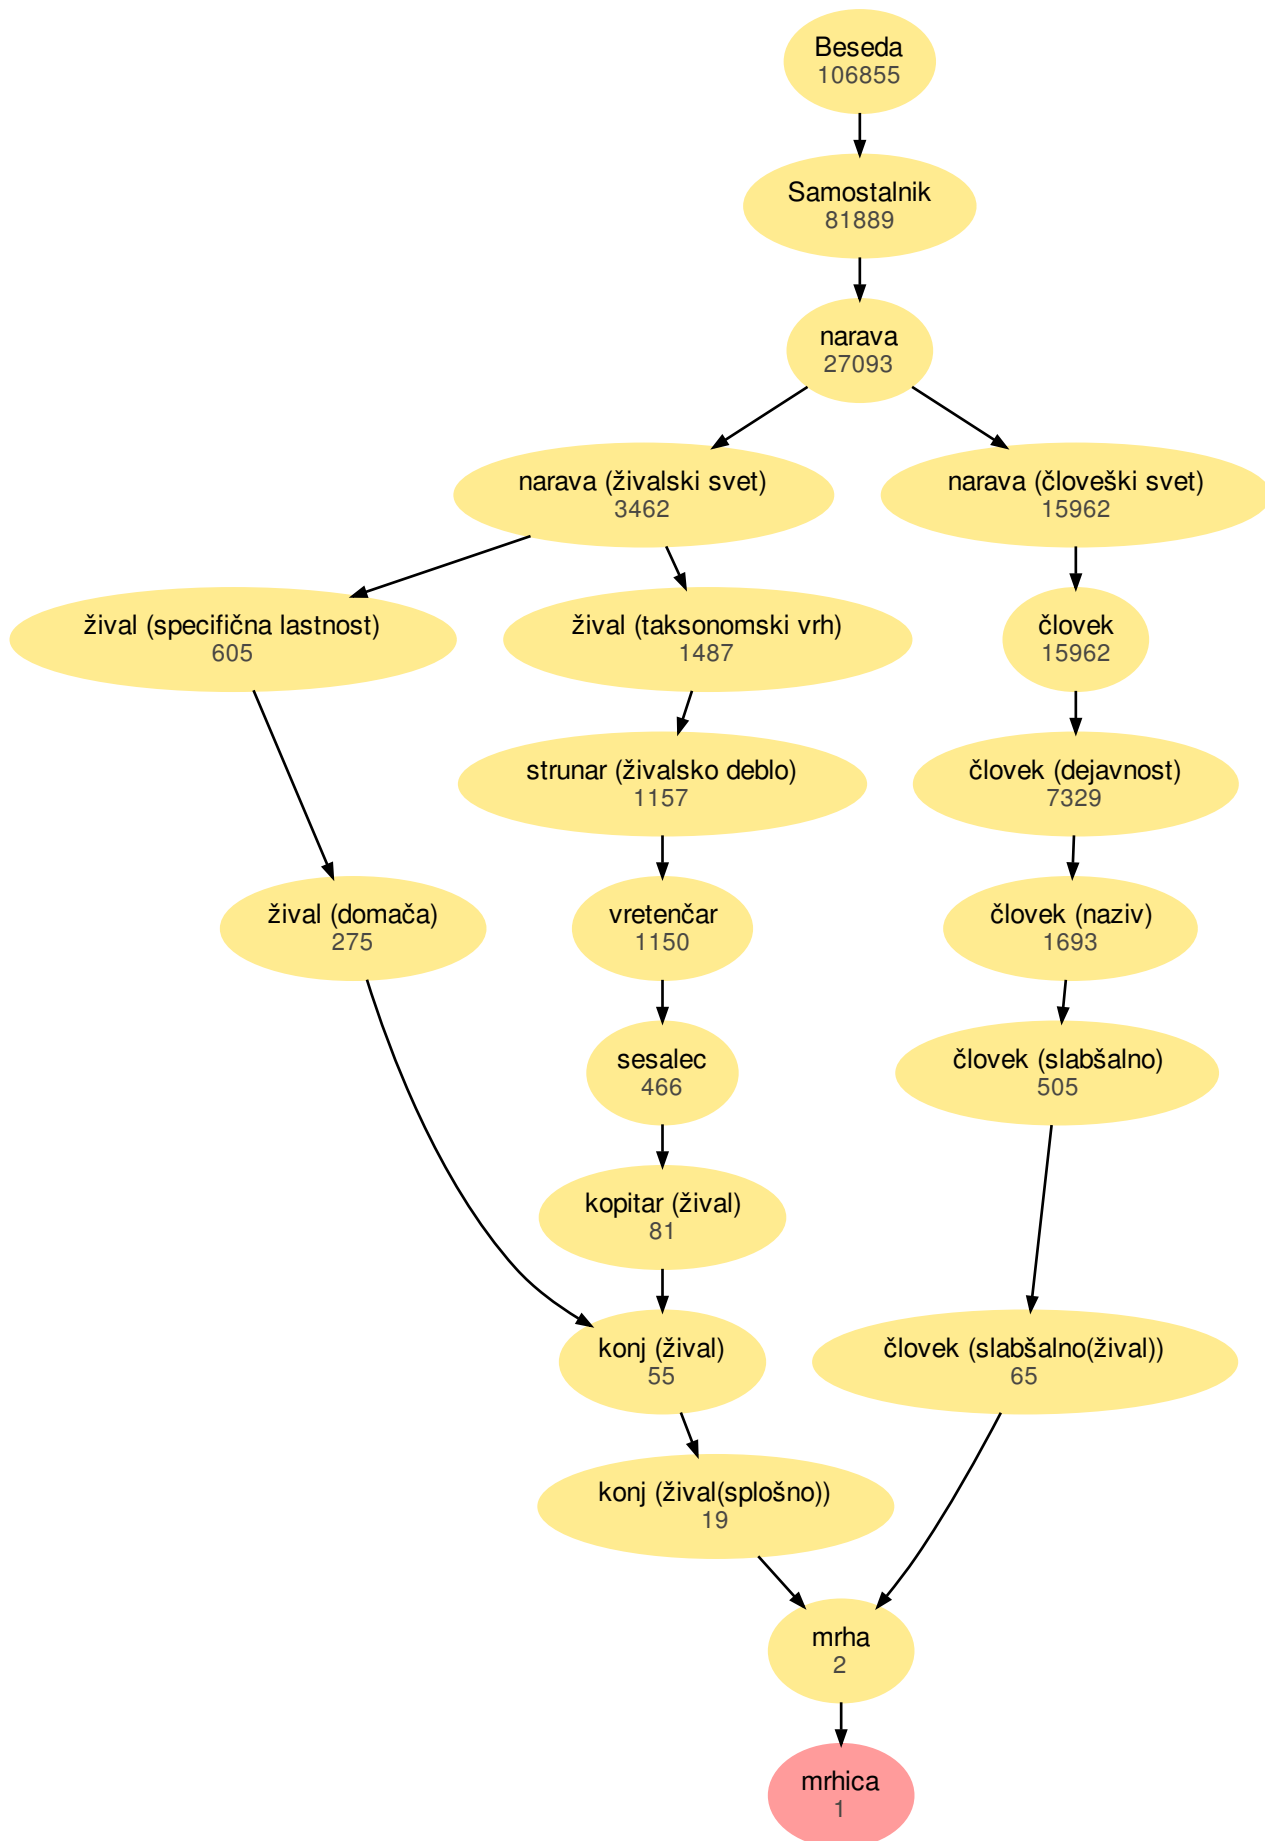 Beseda
106855
Samostalnik
81889
narava
27093
narava (živalski svet)
3462
narava (človeški svet)
15962
žival (specifična lastnost)
605
žival (taksonomski vrh)
1487
človek
15962
strunar (živalsko deblo)
1157
človek (dejavnost)
7329
žival (domača)
275
vretenčar
1150
človek (naziv)
1693
sesalec
466
človek (slabšalno)
505
kopitar (žival)
81
konj (žival)
55
človek (slabšalno(žival))
65
konj (žival(splošno))
19
mrha
2
mrhica
1